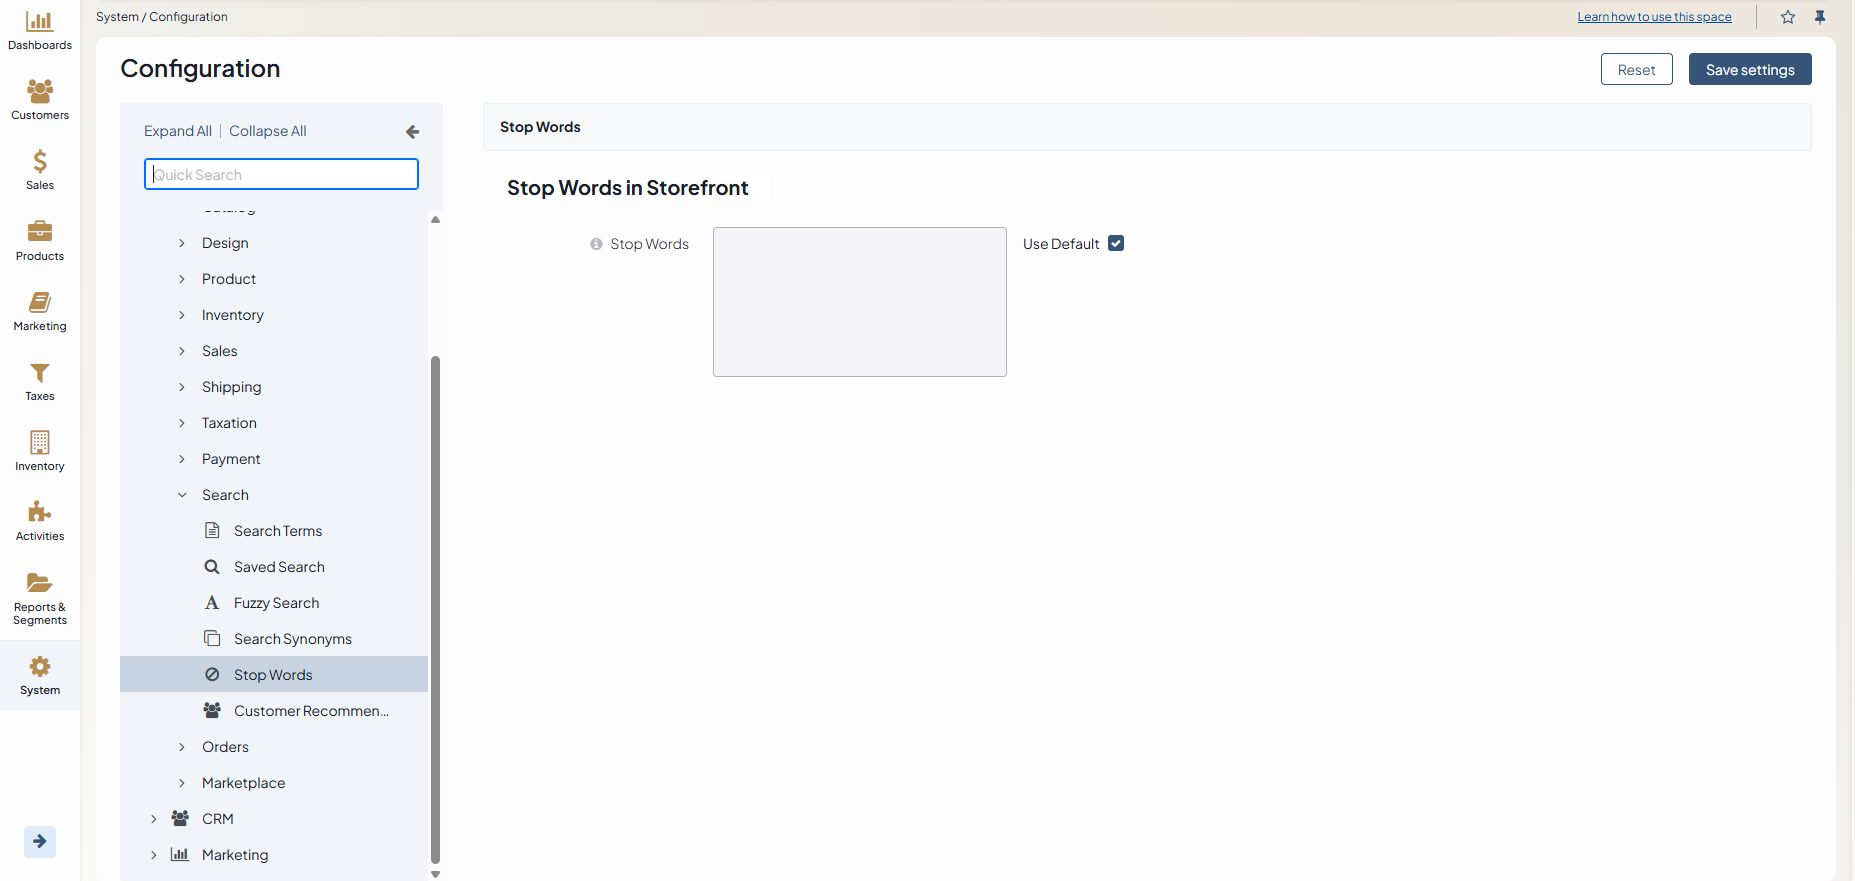 System / Configuration
Learn how to use this space
Dashboards
Customers
Sales
Products
Marketing
Taxes
Inventory
Activities
Reports &
Segments
System
Configuration
Reset
Save settings
Expand All | Collapse All
Quick Search
Catalog
Design
Product
Inventory
Sales
Shipping
Taxation
Payment
Search
Search Terms
Saved Search
Fuzzy Search
Search Synonyms
Stop Words
Customer Recommen...
Orders
Marketplace
CRM
Marketing
Stop Words
Stop Words in Storefront
Stop Words
Use Default